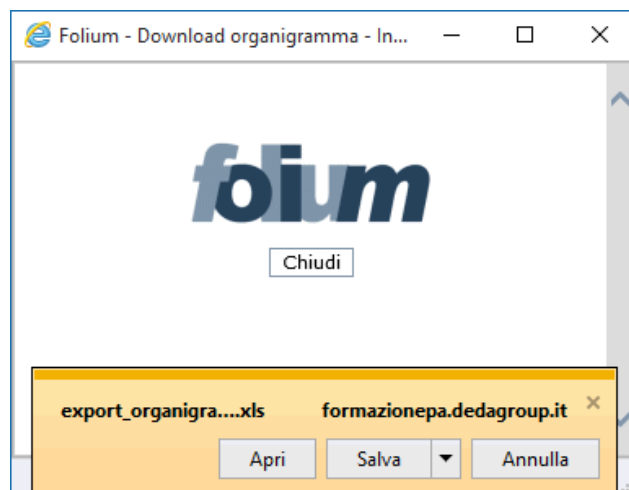 Folium - Download organigramma - In...
folium
Chiudi
export_organigra....xls formazionepa.dedagroup.it
Apri Salva Annulla